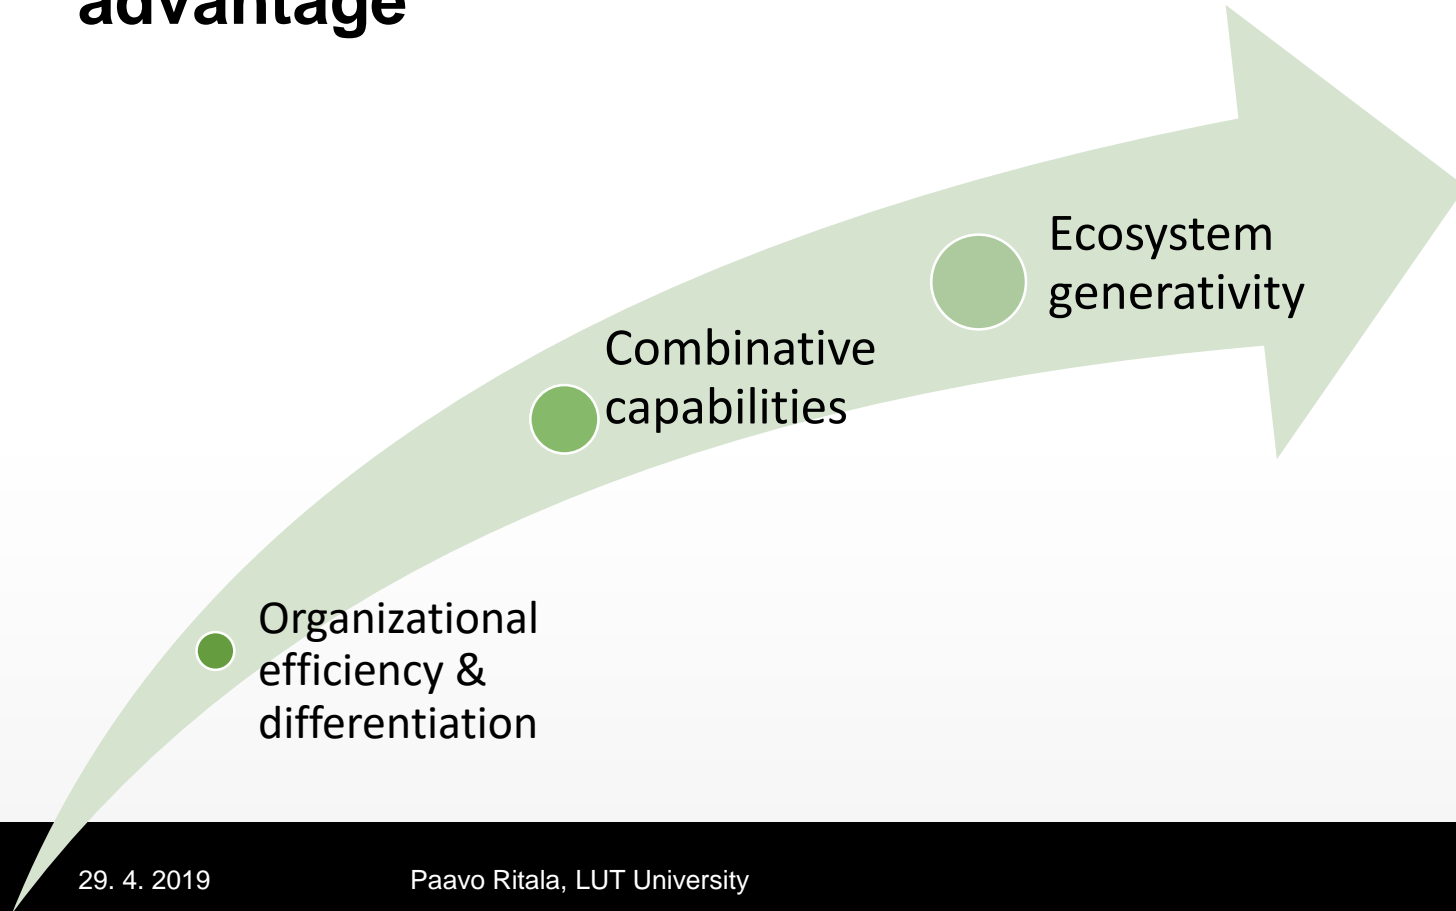 advantage
Ecosystem
generativity
Combinative
capabilities
Organizational
efficiency &
differentiation
29. 4. 2019
Paavo Ritala, LUT University